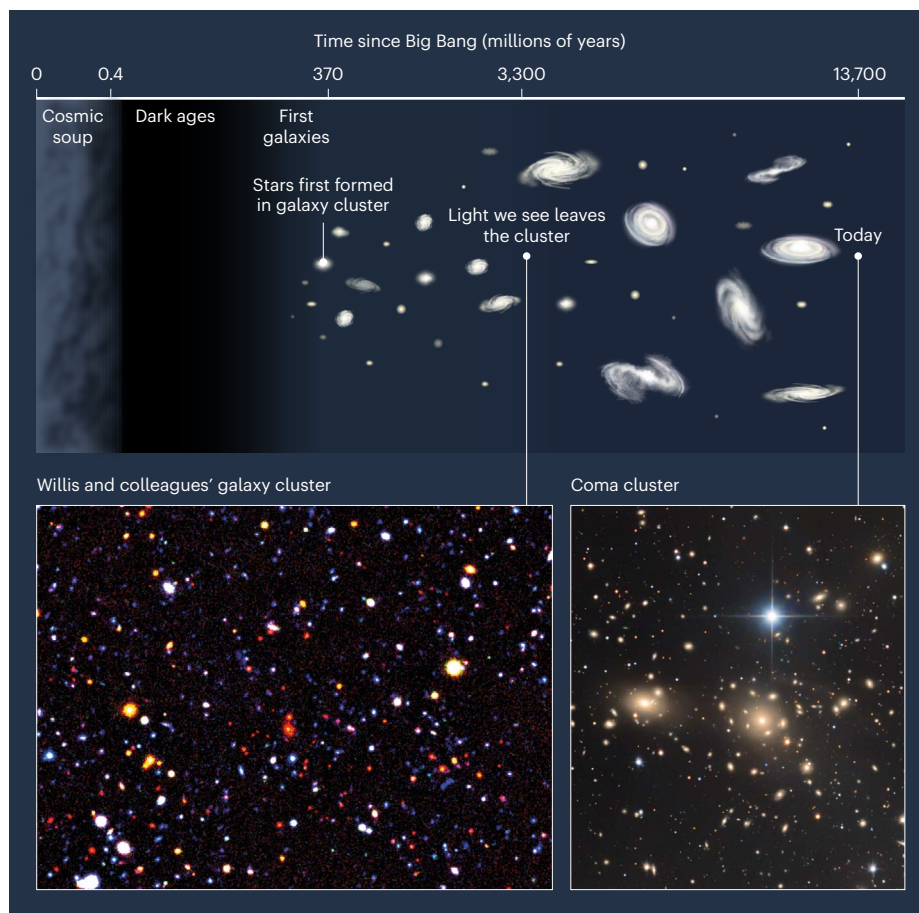 Time since Big Bang (millions of years)
0 0.4 370 3,300 13,700
Cosmic
soup
Dark ages
First
galaxies
Stars first formed
in galaxy cluster
Light we see leaves
the cluster
Today
Willis and colleagues’ galaxy cluster
Coma cluster